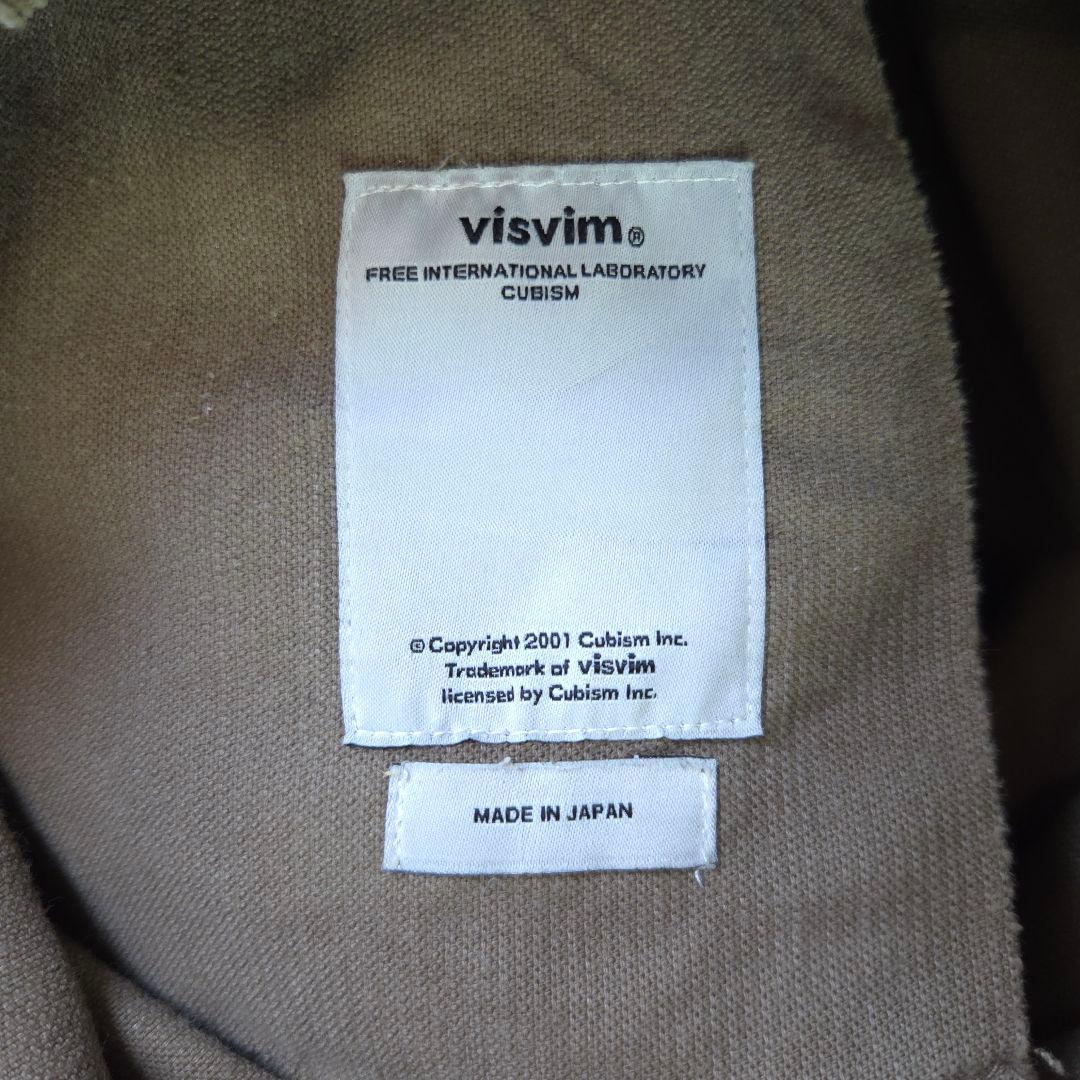 visvim®
FREE INTERNATIONAL LABORATORY
CUBISM
© Copyright 2001 Cubism Inc.
Trademark of visvim
licensed by Cubism Inc.
MADE IN JAPAN